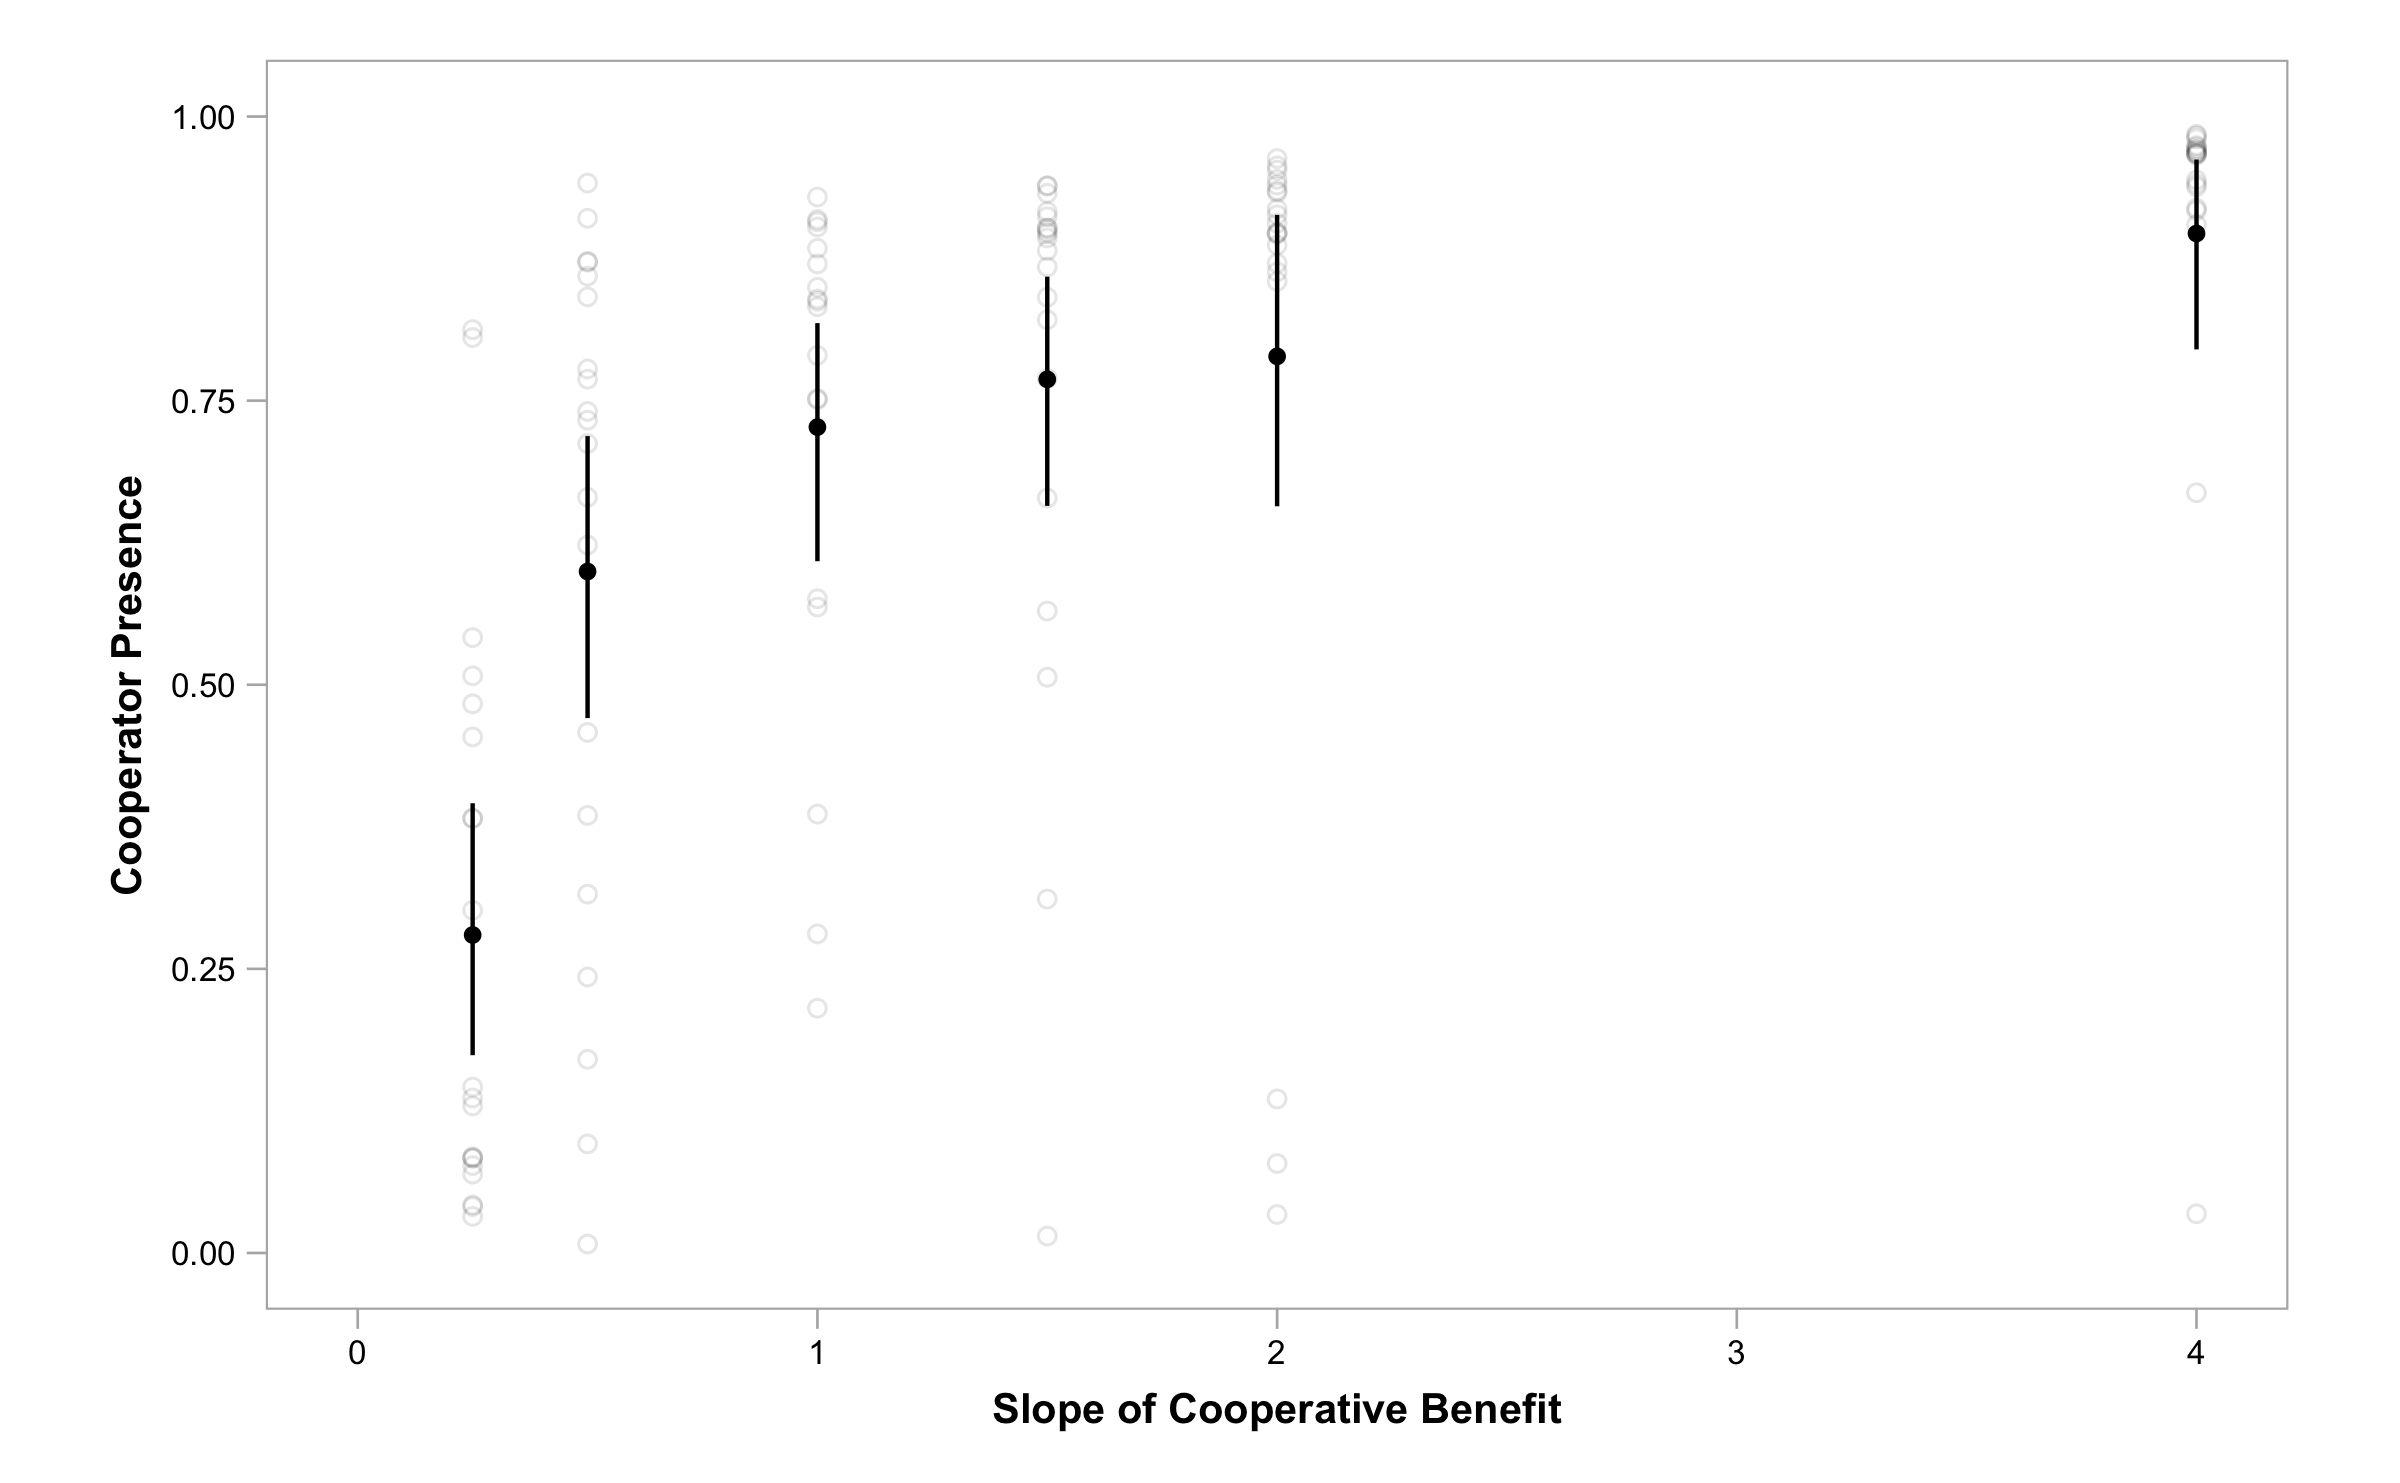 1.00
0.75
0.50
0.25
0.00
Cooperator Presence
0 1 2 3 4
Slope of Cooperative Benefit